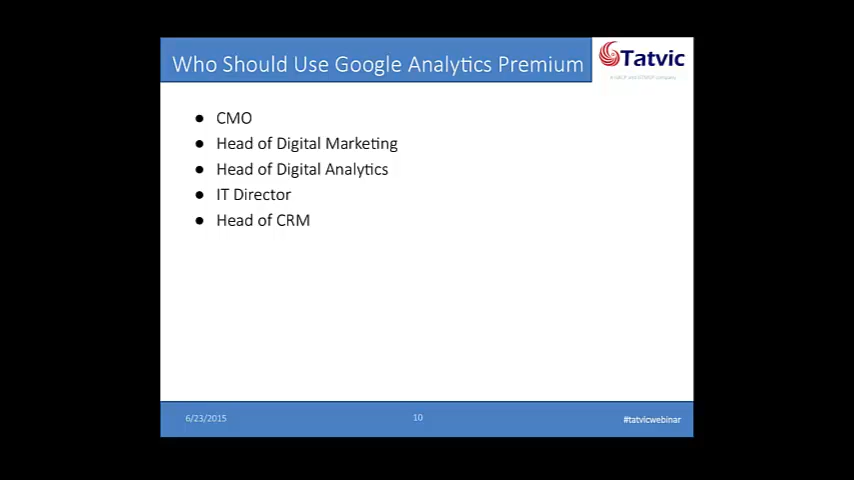 Who Should Use Google Analytics Premium
Tatvic
● CMO
● Head of Digital Marketing
● Head of Digital Analytics
● IT Director
● Head of CRM
6/23/2015
10
#tatvicwebinar